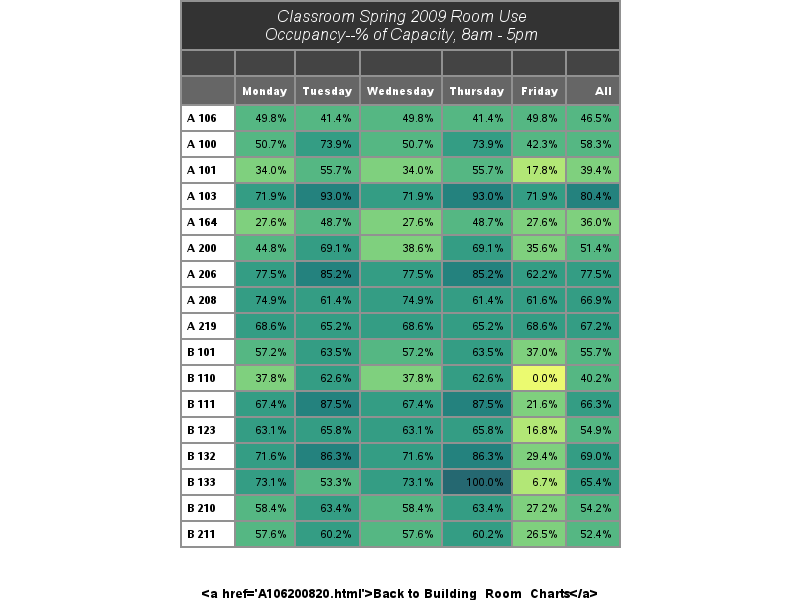 Classroom Spring 2009 Room Use
Occupancy--% of Capacity, 8am - 5pm
Monday Tuesday Wednesday Thursday Friday All
A 106 49.8% 41.4% 49.8% 41.4% 49.8% 46.5%
A 100 50.7% 73.9% 50.7% 73.9% 42.3% 58.3%
A 101 34.0% 55.7% 34.0% 55.7% 17.8% 39.4%
A 103 71.9% 93.0% 71.9% 93.0% 71.9% 80.4%
A 164 27.6% 48.7% 27.6% 48.7% 27.6% 36.0%
A 200 44.8% 69.1% 38.6% 69.1% 35.6% 51.4%
A 206 77.5% 85.2% 77.5% 85.2% 62.2% 77.5%
A 208 74.9% 61.4% 74.9% 61.4% 61.6% 66.9%
A 219 68.6% 65.2% 68.6% 65.2% 68.6% 67.2%
B 101 57.2% 63.5% 57.2% 63.5% 37.0% 55.7%
B 110 37.8% 62.6% 37.8% 62.6% 0.0% 40.2%
B 111 67.4% 87.5% 67.4% 87.5% 21.6% 66.3%
B 123 63.1% 65.8% 63.1% 65.8% 16.8% 54.9%
B 132 71.6% 86.3% 71.6% 86.3% 29.4% 69.0%
B 133 73.1% 53.3% 73.1% 100.0% 6.7% 65.4%
B 210 58.4% 63.4% 58.4% 63.4% 27.2% 54.2%
B 211 57.6% 60.2% 57.6% 60.2% 26.5% 52.4%
<a href='A106200820.html'>Back to Building_Room_Charts</a>